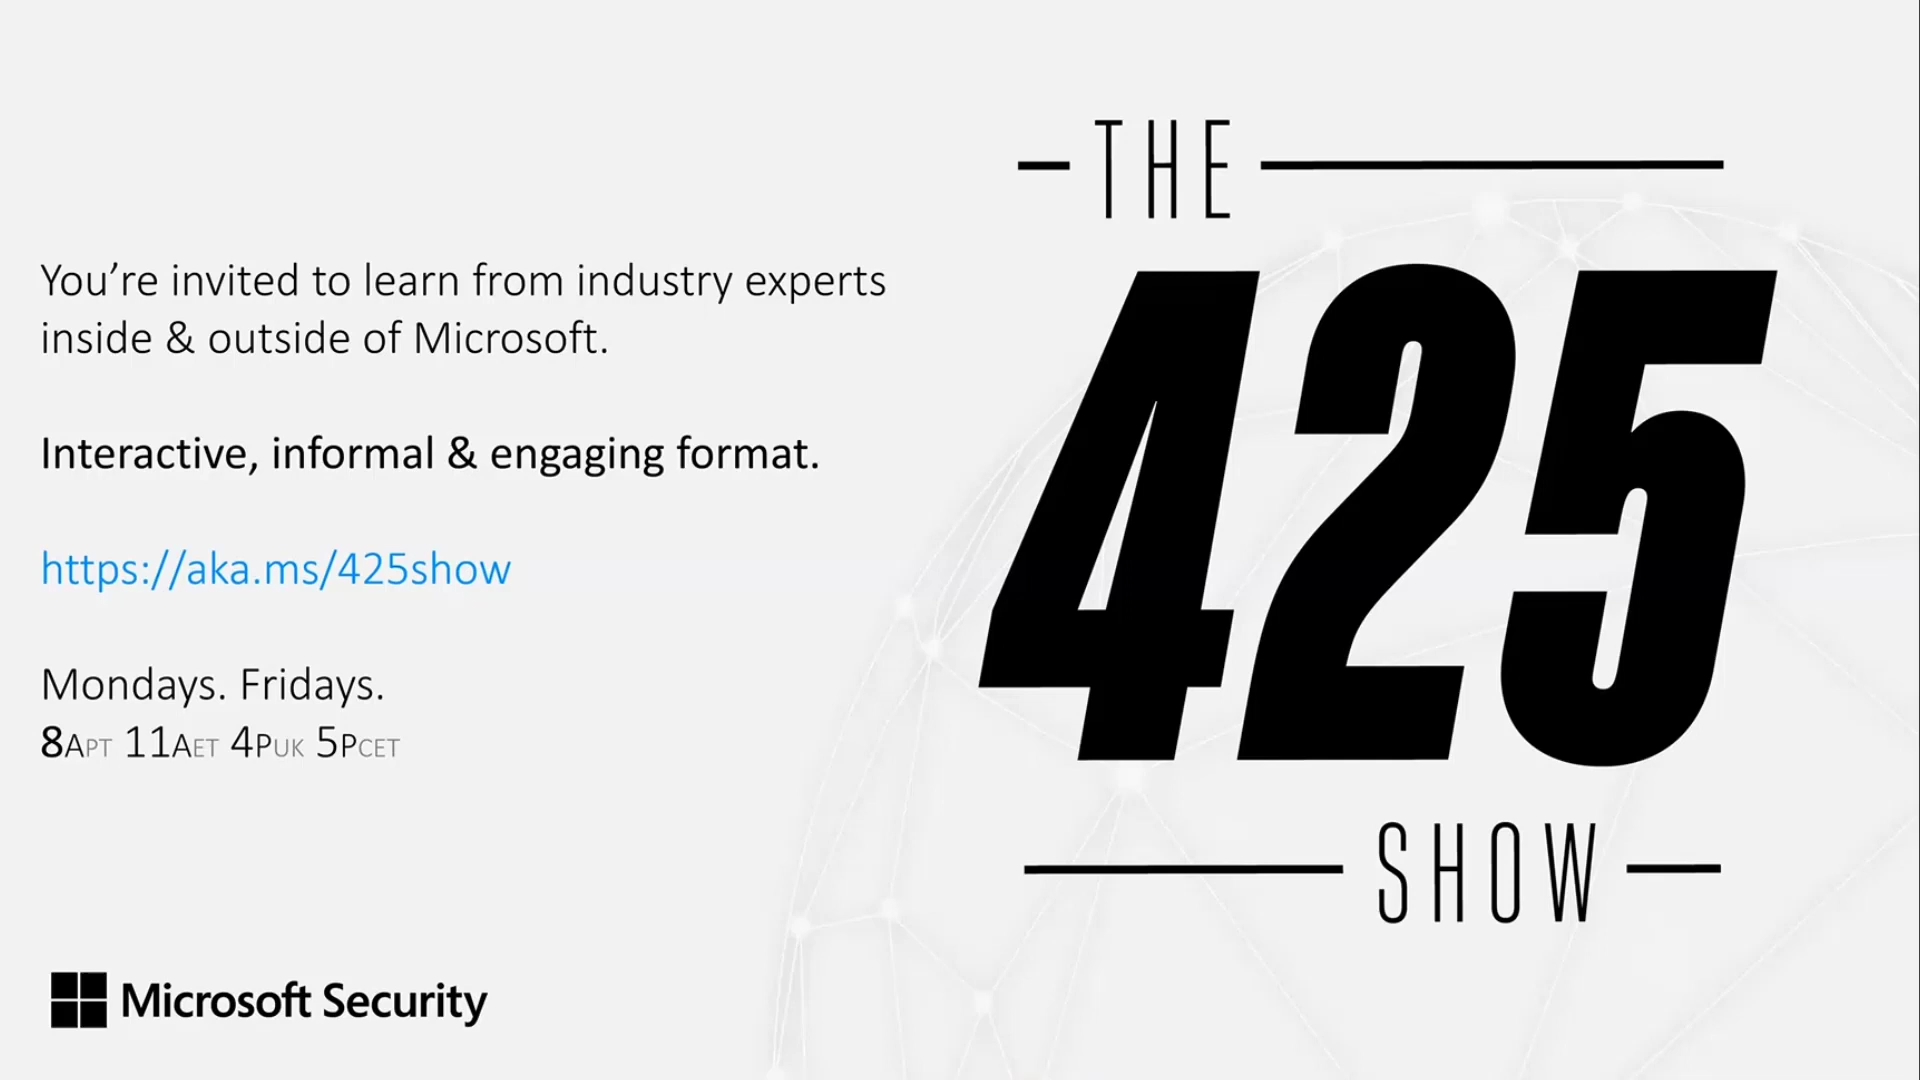 You’re invited to learn from industry experts
inside & outside of Microsoft.
Interactive, informal & engaging format.
https://aka.ms/425show
Mondays. Fridays.
8APT 11AET 4PUK 5PCET
Microsoft Security
THE
425
SHOW